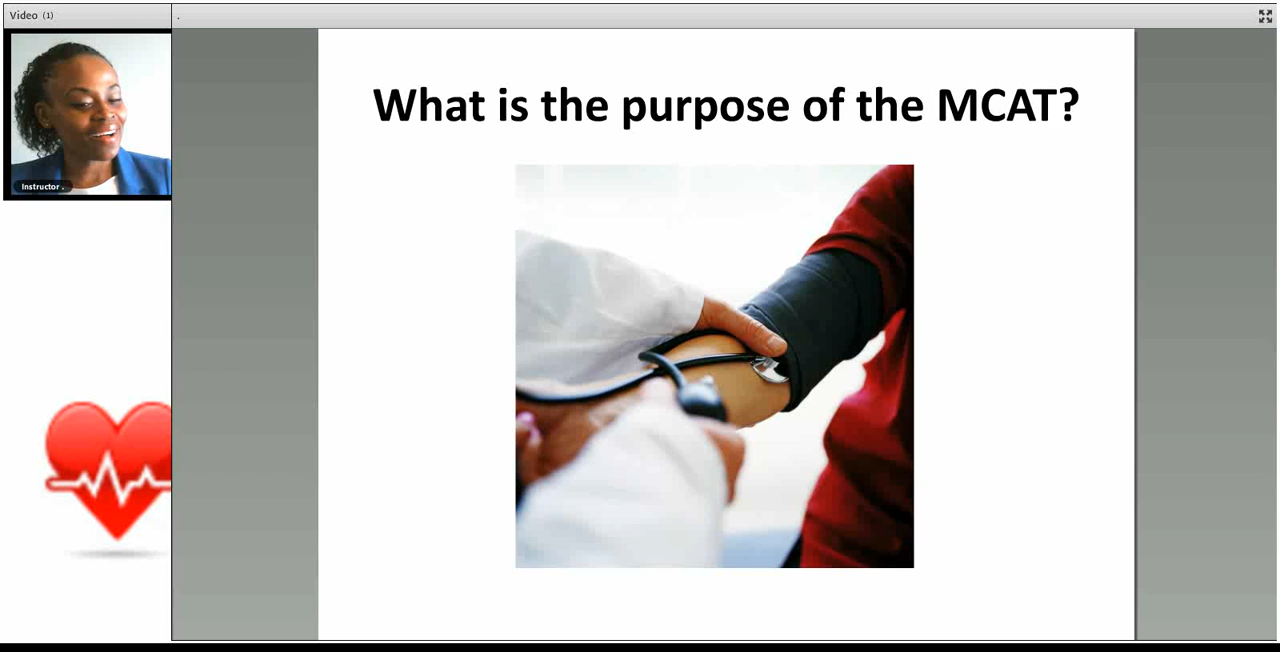 Video (1)
.
Instructor .
What is the purpose of the MCAT?